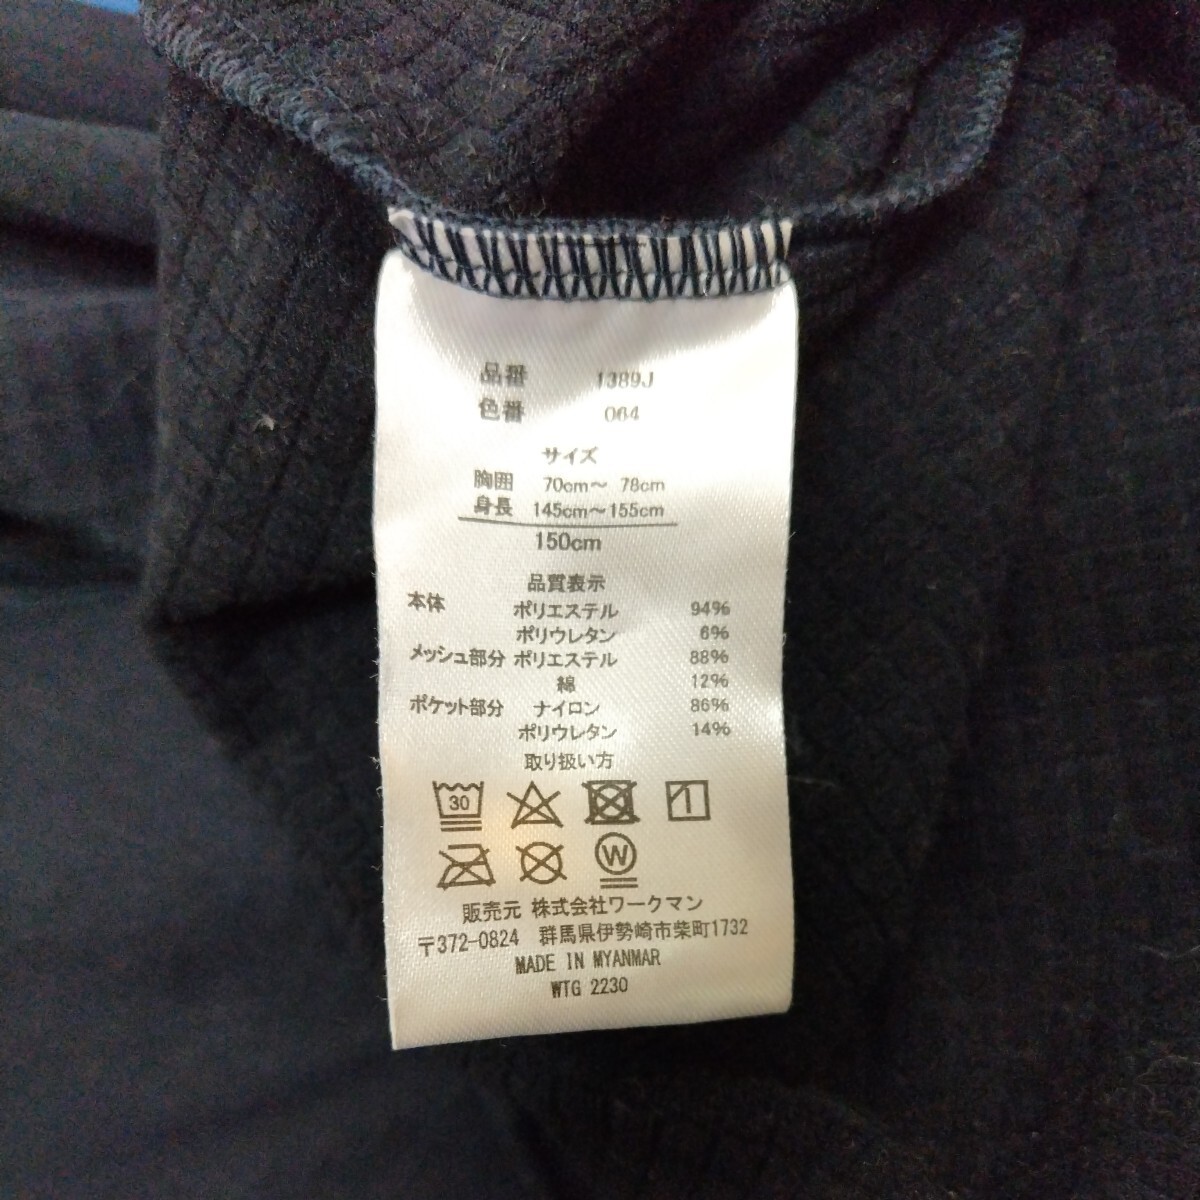 品番 1389J
色番 064
サイズ
胸囲 70cm～ 78cm
身長 145cm～155cm
150cm
品質表示
本体 ポリエステル 94%
ポリウレタン 6%
メッシュ部分 ポリエステル 88%
綿 12%
ポケット部分 ナイロン 86%
ポリウレタン 14%
取り扱い方
30
W
販売元 株式会社ワークマン
〒372-0824 群馬県伊勢崎市柴町1732
MADE IN MYANMAR
WTG 2230